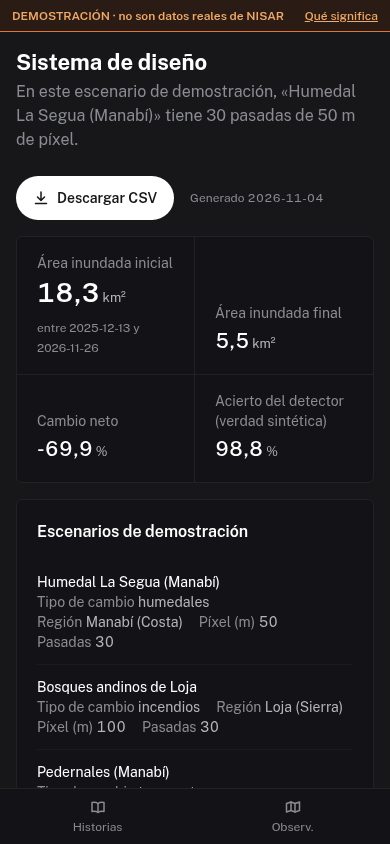 DEMOSTRACIÓN · no son datos reales de NISAR Qué significa
Sistema de diseño
En este escenario de demostración, «Humedal
La Segua (Manabí)» tiene 30 pasadas de 50 m
de píxel.
Descargar CSV Generado 2026-11-04
Área inundada inicial
18,3 km²
entre 2025-12-13 y
2026-11-26
Área inundada final
5,5 km²
Cambio neto
-69,9 %
Acierto del detector
(verdad sintética)
98,8 %
Escenarios de demostración
Humedal La Segua (Manabí)
Tipo de cambio humedales
Región Manabí (Costa) Píxel (m) 50
Pasadas 30
Bosques andinos de Loja
Tipo de cambio incendios Región Loja (Sierra)
Píxel (m) 100 Pasadas 30
Pedernales (Manabí)
Historias Observ.